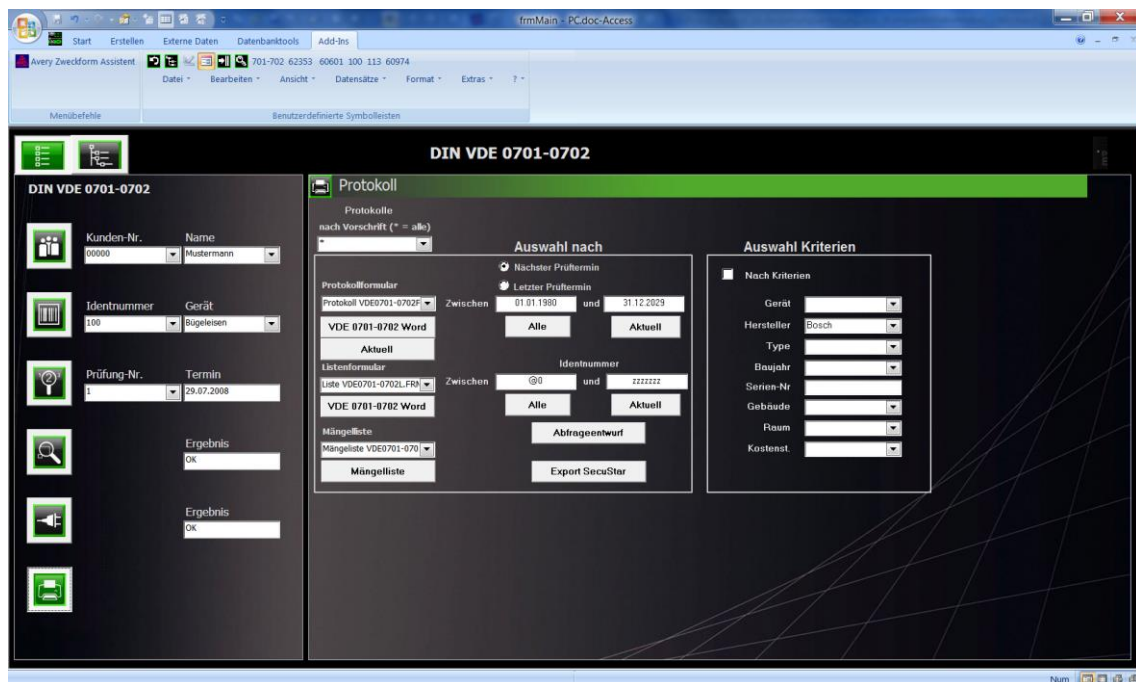 frmMain - PC.doc-Access
Start Erstellen Externe Daten Datenbanktools Add-Ins
Avery Zweckform Assistent 701-702 62353 60601 100 113 60974
Datei Bearbeiten Ansicht Datensätze Format Extras ?
Menübefehle Benutzerdefinierte Symbolleisten
DIN VDE 0701-0702
DIN VDE 0701-0702
Kunden-Nr. Name
00000 Mustermann
Identnummer Gerät
100 Bügeleisen
Prüfung-Nr. Termin
1 29.07.2008
Ergebnis
OK
Ergebnis
OK
Protokoll
Protokolle
nach Vorschrift (* = alle)
*
Auswahl nach
Nächster Prüftermin
Letzter Prüftermin
Protokollformular
Protokoll VDE0701-0702F Zwischen 01.01.1980 und 31.12.2029
VDE 0701-0702 Word Alle Aktuell
Aktuell
Listenformular Identnummer
Liste VDE0701-0702L.FRM Zwischen @0 und zzzzzzz
VDE 0701-0702 Word Alle Aktuell
Abfrageentwurf
Mängelliste
Mängeliste VDE0701-070
Mängelliste Export SecuStar
Auswahl Kriterien
Nach Kriterien
Gerät
Hersteller Bosch
Type
Baujahr
Serien-Nr
Gebäude
Raum
Kostenst.
Num